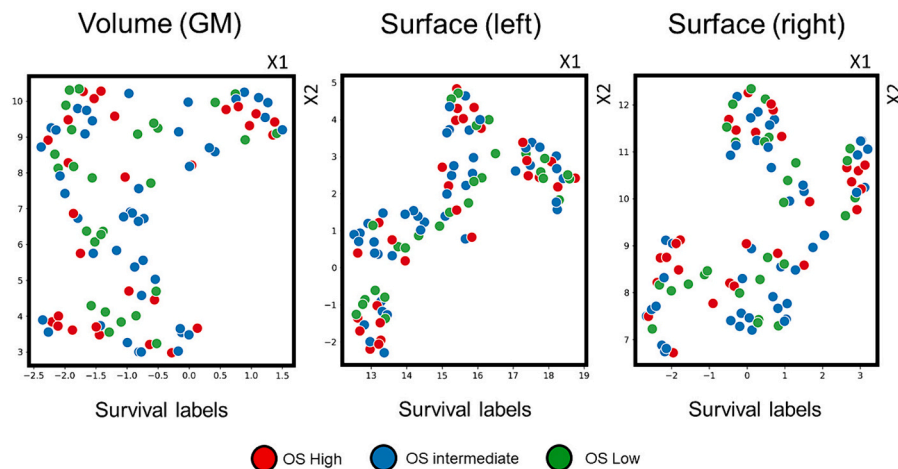 Volume (GM)
X1
X2
10
9
8
7
6
5
4
3
−2.5 −2.0 −1.5 −1.0 −0.5 0.0 0.5 1.0 1.5
Survival labels
Surface (left)
X1
X2
5
4
3
2
1
0
−1
−2
13 14 15 16 17 18 19
Survival labels
Surface (right)
X1
X2
12
11
10
9
8
7
−2 −1 0 1 2 3
Survival labels
OS High OS intermediate OS Low